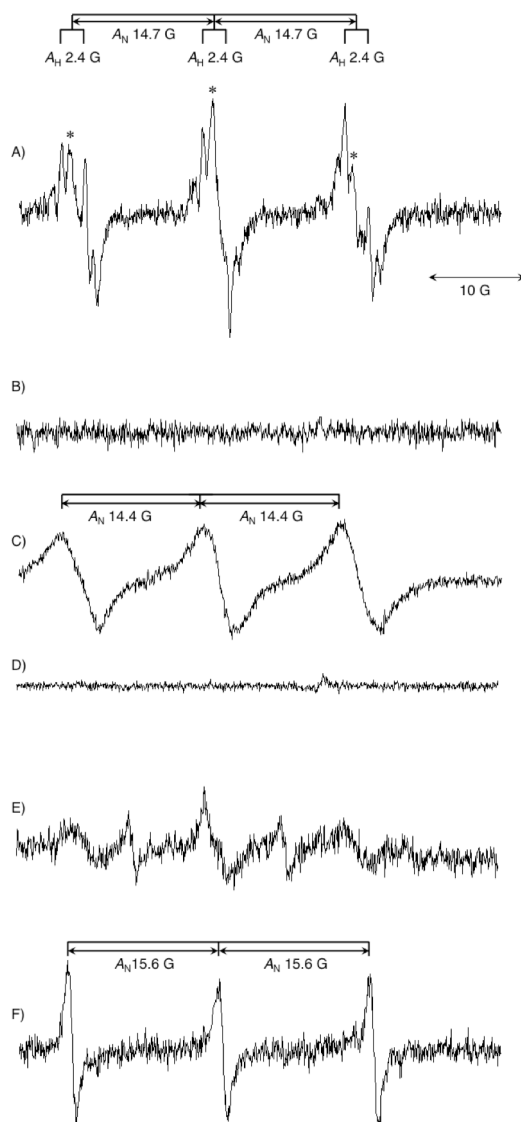 A_N 14.7 G A_N 14.7 G
A_H 2.4 G A_H 2.4 G A_H 2.4 G
* * *
A)
10 G
B)
A_N 14.4 G A_N 14.4 G
C)
D)
E)
A_N 15.6 G A_N 15.6 G
F)